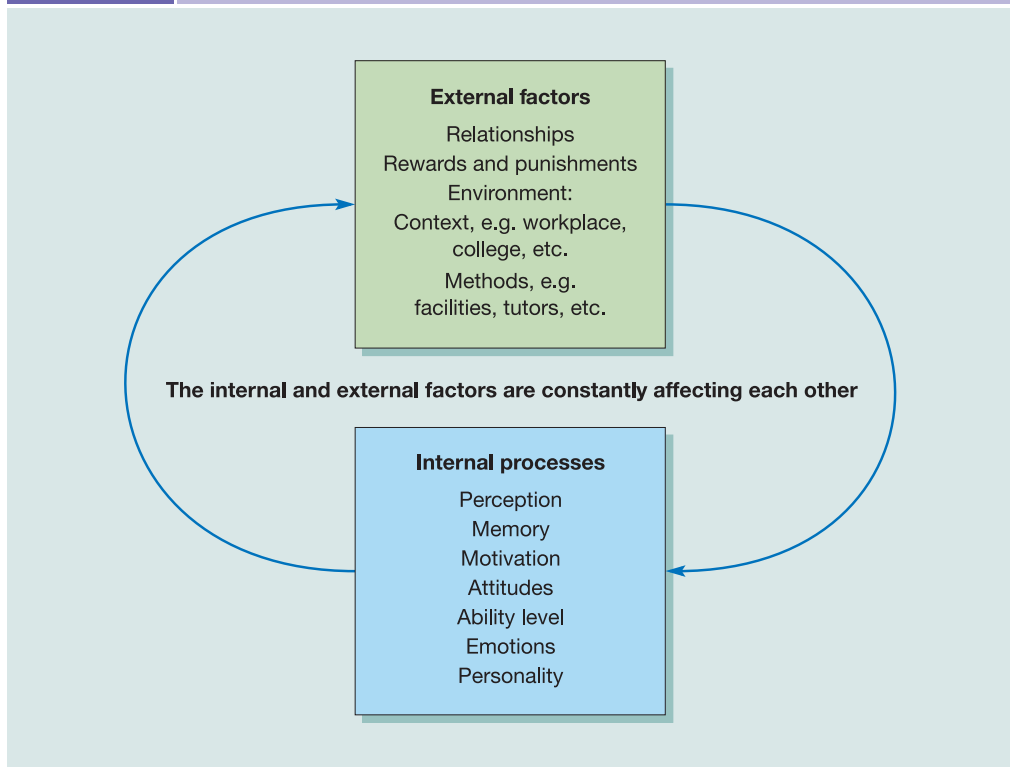 External factors
Relationships
Rewards and punishments
Environment:
Context, e.g. workplace,
college, etc.
Methods, e.g.
facilities, tutors, etc.
The internal and external factors are constantly affecting each other
Internal processes
Perception
Memory
Motivation
Attitudes
Ability level
Emotions
Personality